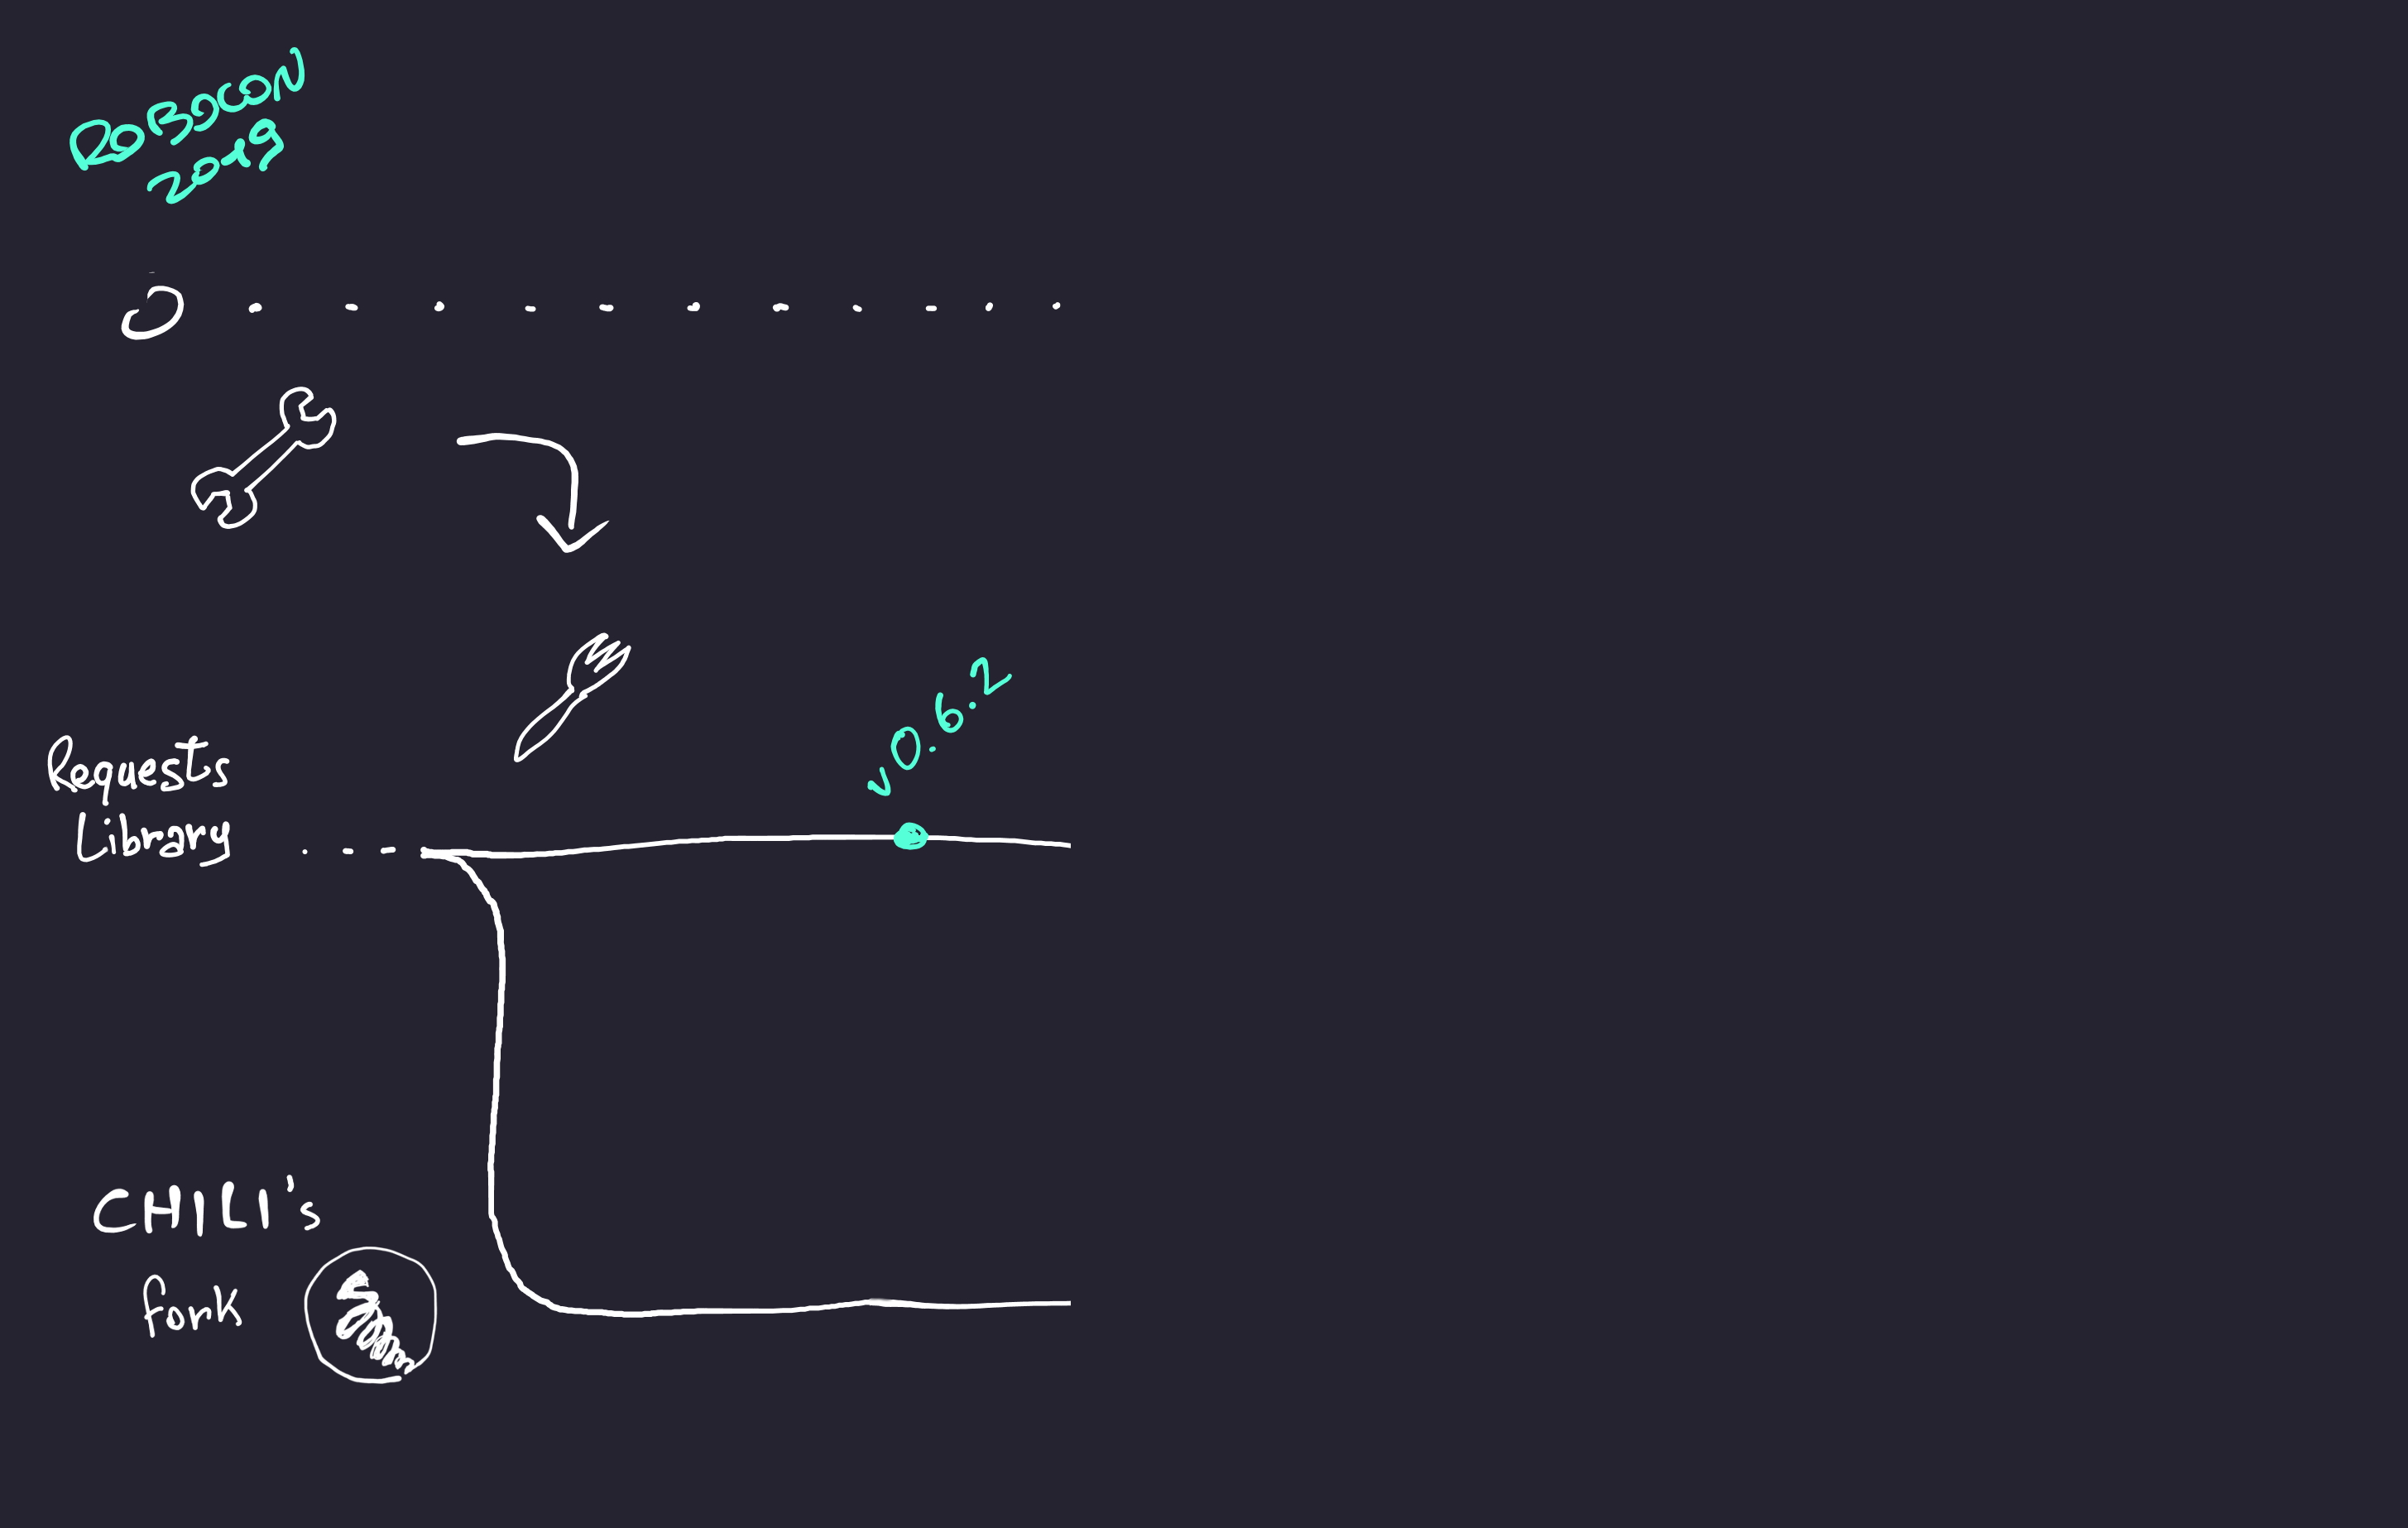 ROBOCON
2019
Requests
Library
v0.6.2
CHILI's
Fork